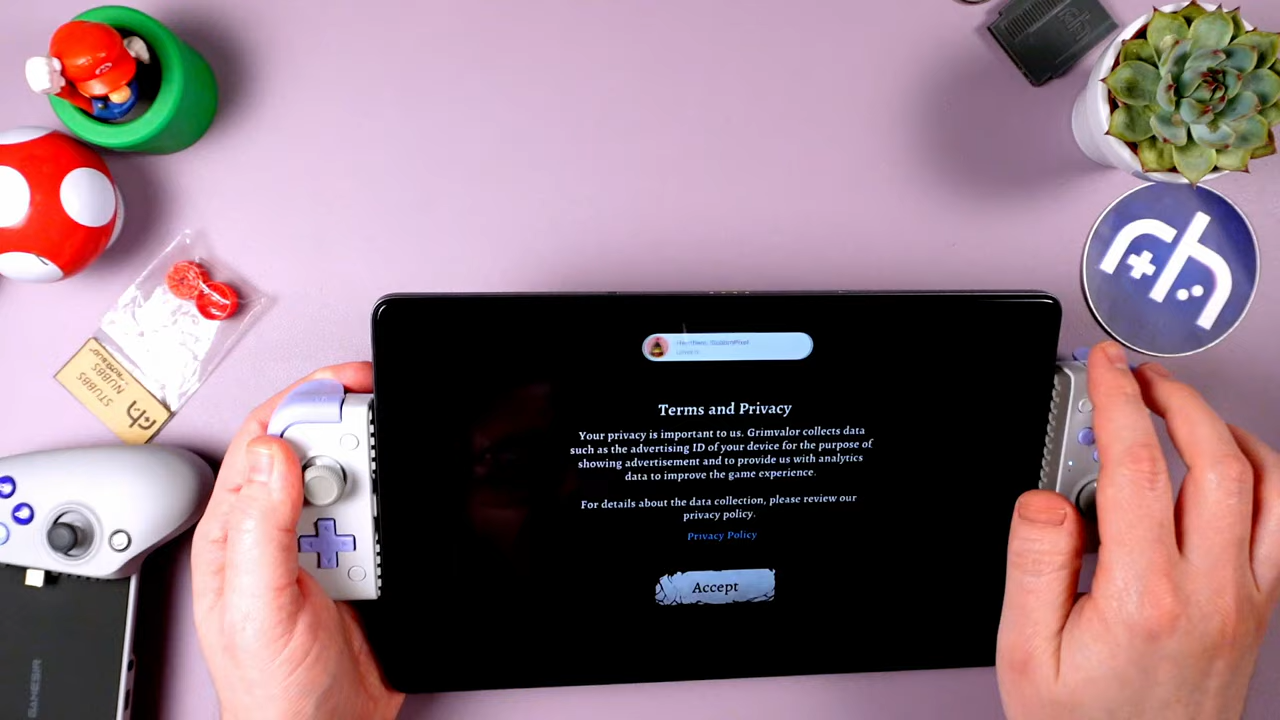 Terms and Privacy
Your privacy is important to us. Grimvalor collects data
such as the advertising ID of your device for the purpose of
showing advertisement and to provide us with analytics
data to improve the game experience.
For details about the data collection, please review our
privacy policy.
Privacy Policy
Accept
STUBBS
NUBBS
GAMESIR